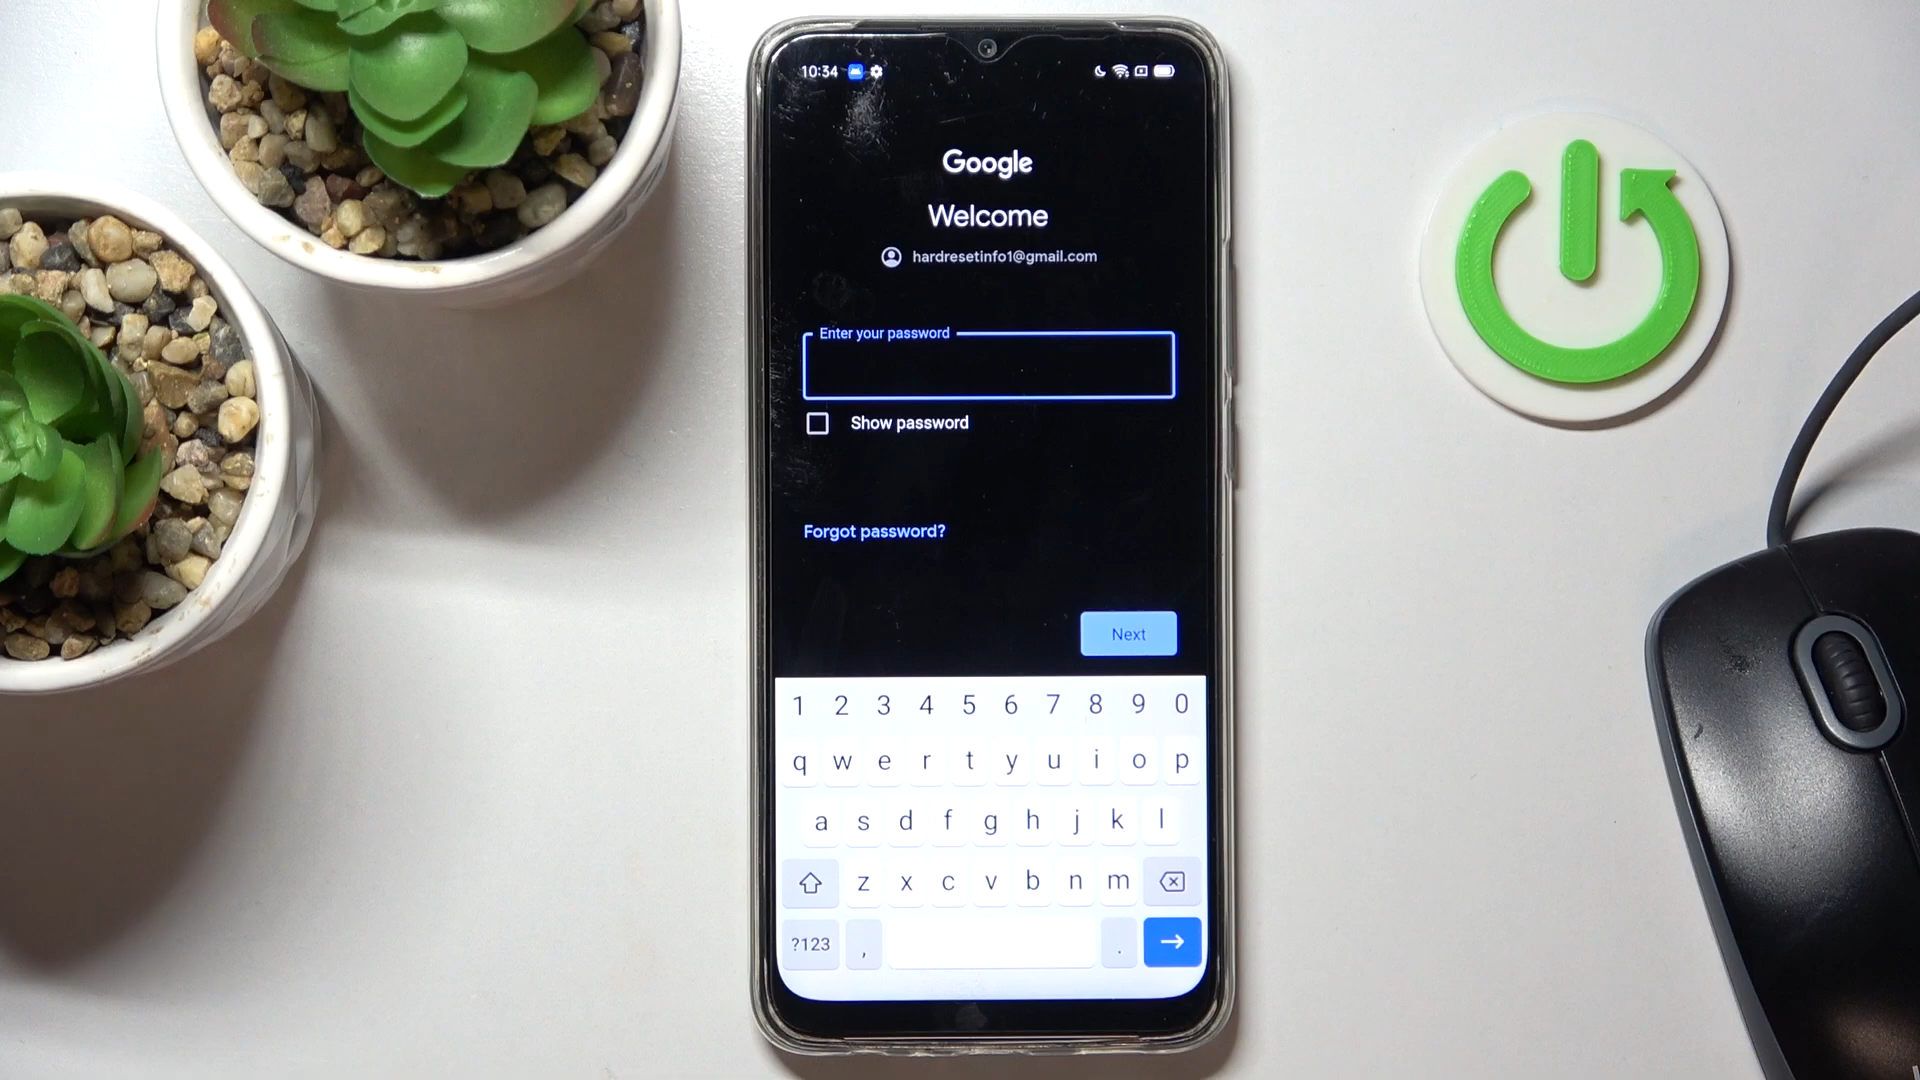 10:34
Google
Welcome
hardresetinfo1@gmail.com
Enter your password
Show password
Forgot password?
Next
1 2 3 4 5 6 7 8 9 0
q w e r t y u i o p
a s d f g h j k l
z x c v b n m
?123 , .